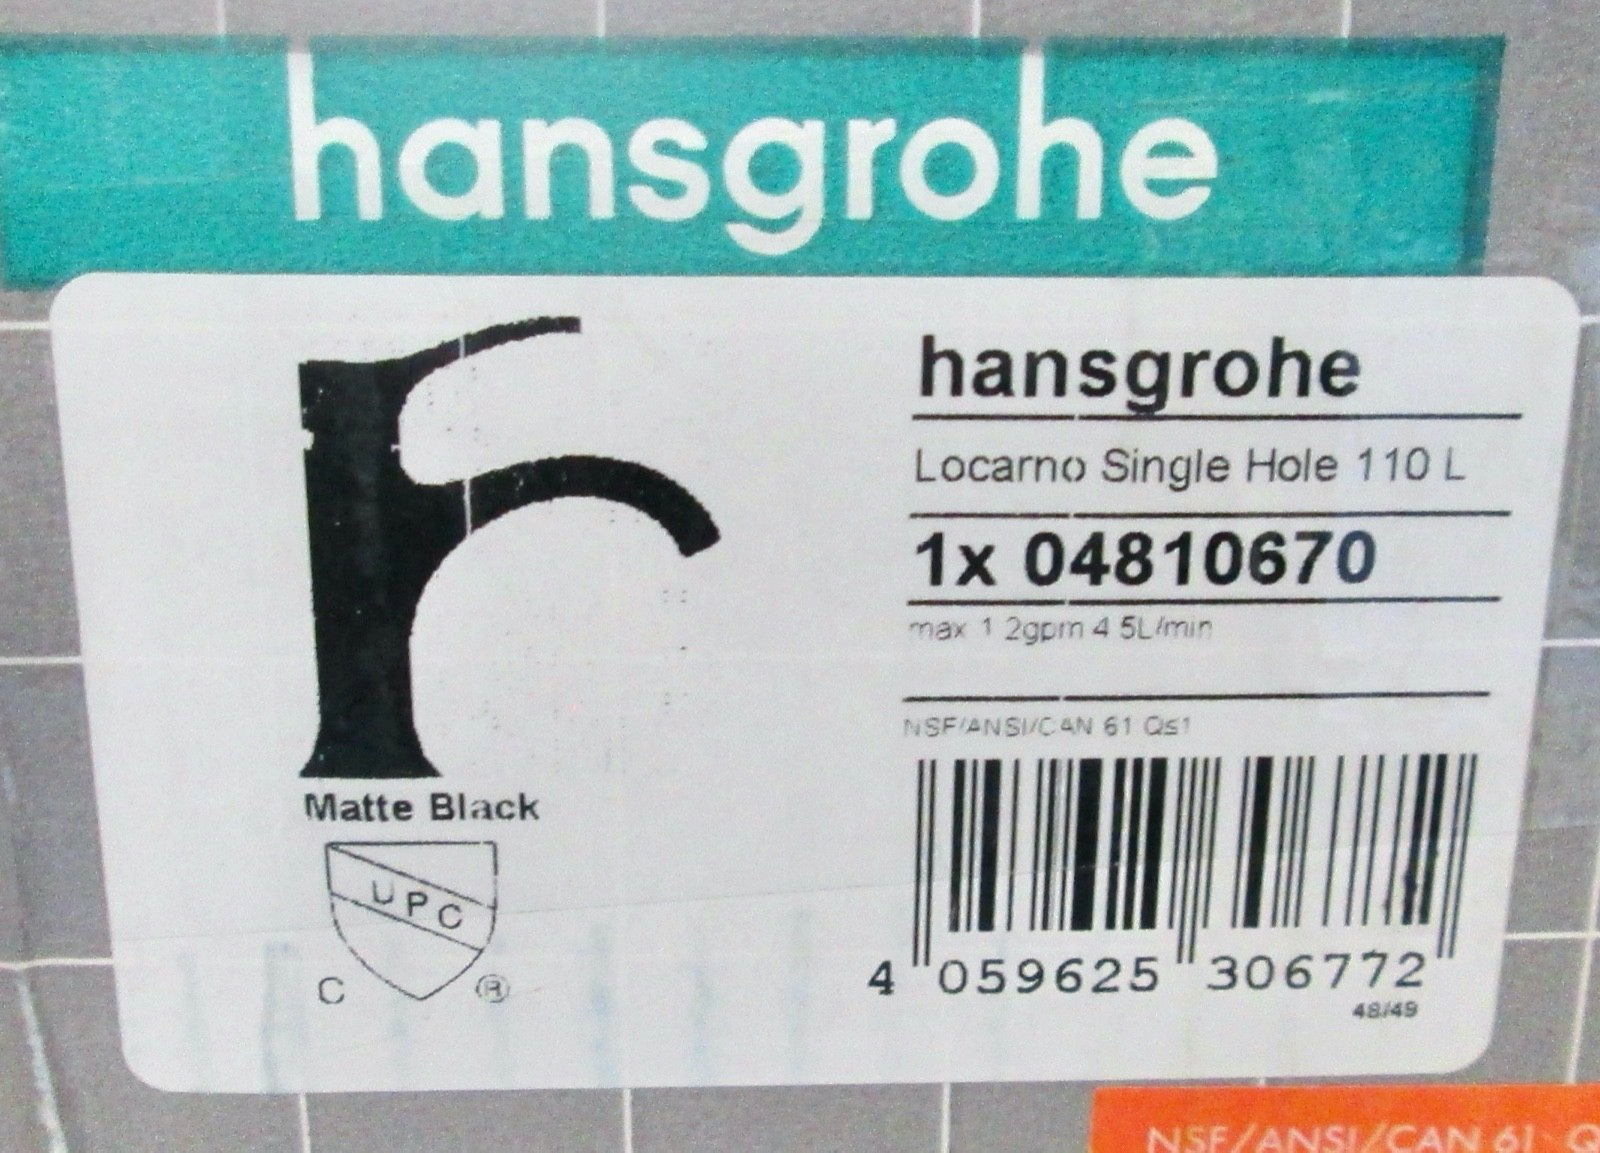 hansgrohe
hansgrohe
Locarno Single Hole 110 L
1x 04810670
max 1 2gpm 4 5L/min
NSF/ANSI/CAN 61 Qs1
Matte Black
UPC
C ®
4 059625 306772
48/49
NSF/ANSI/CAN 61 Q